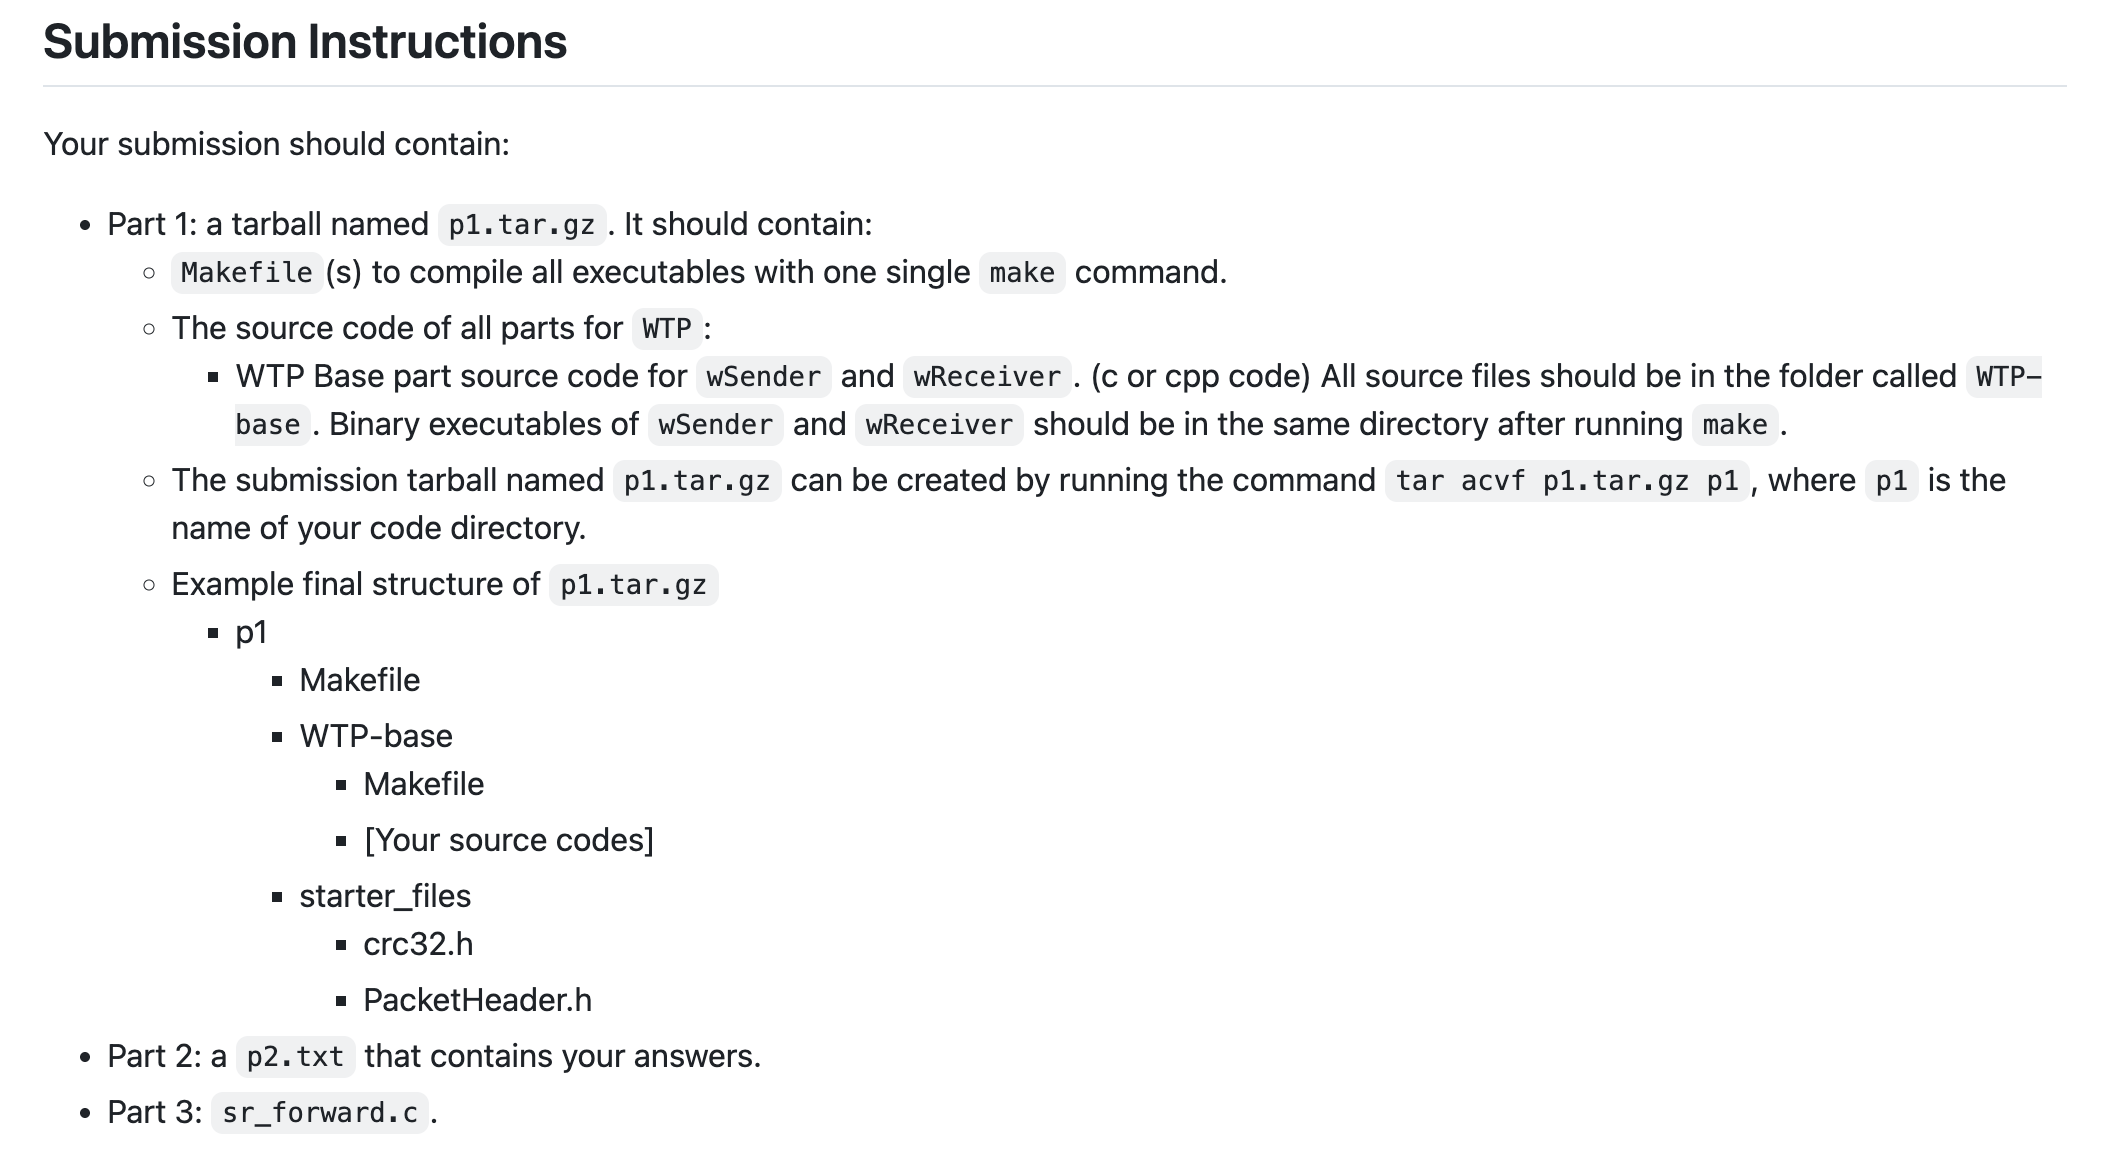 Submission Instructions
Your submission should contain:
Part 1: a tarball named p1.tar.gz. It should contain:
Makefile(s) to compile all executables with one single make command.
The source code of all parts for WTP:
WTP Base part source code for wSender and wReceiver. (c or cpp code) All source files should be in the folder called WTP-
base. Binary executables of wSender and wReceiver should be in the same directory after running make.
The submission tarball named p1.tar.gz can be created by running the command tar acvf p1.tar.gz p1, where p1 is the
name of your code directory.
Example final structure of p1.tar.gz
p1
Makefile
WTP-base
Makefile
[Your source codes]
starter_files
crc32.h
PacketHeader.h
Part 2: a p2.txt that contains your answers.
Part 3: sr_forward.c.